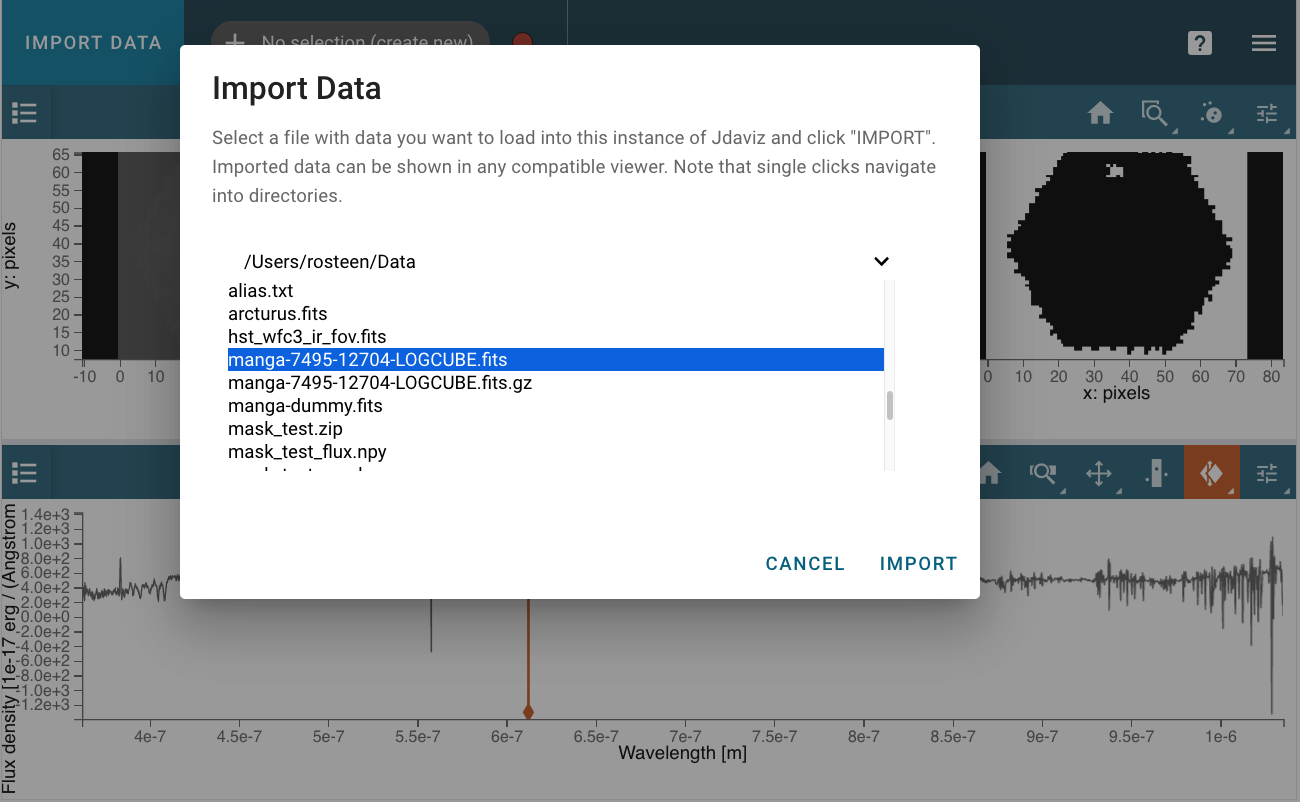 IMPORT DATA
No selection (create new)
?
Import Data
Select a file with data you want to load into this instance of Jdaviz and click "IMPORT".
Imported data can be shown in any compatible viewer. Note that single clicks navigate
into directories.
/Users/rosteen/Data
alias.txt
arcturus.fits
hst_wfc3_ir_fov.fits
manga-7495-12704-LOGCUBE.fits
manga-7495-12704-LOGCUBE.fits.gz
manga-dummy.fits
mask_test.zip
mask_test_flux.npy
CANCEL
IMPORT
y: pixels
65
60
55
50
45
40
35
30
25
20
15
10
-10 0 10
0 10 20 30 40 50 60 70 80
x: pixels
Flux density [1e-17 erg / (Angstrom
1.4e+3
1.2e+3
1.0e+3
8.0e+2
6.0e+2
4.0e+2
2.0e+2
0.0e+0
-2.0e+2
-4.0e+2
-6.0e+2
-8.0e+2
-1.0e+3
-1.2e+3
4e-7 4.5e-7 5e-7 5.5e-7 6e-7 6.5e-7 7e-7 7.5e-7 8e-7 8.5e-7 9e-7 9.5e-7 1e-6
Wavelength [m]